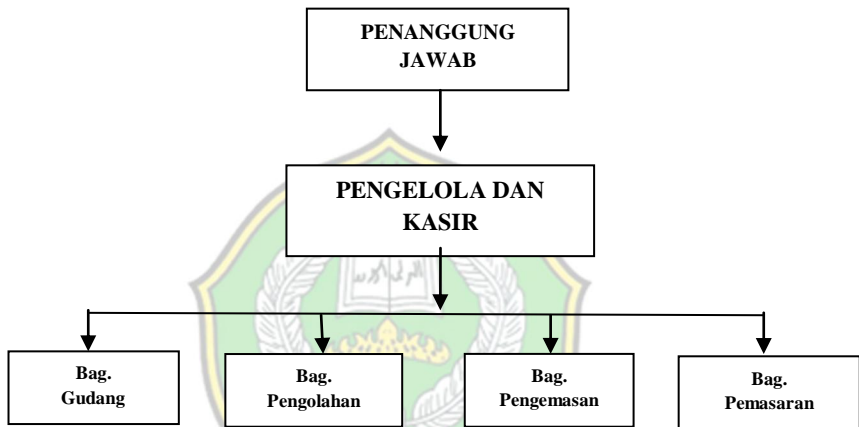 PENANGGUNG
JAWAB
PENGELOLA DAN
KASIR
Bag.
Gudang
Bag.
Pengolahan
Bag.
Pengemasan
Bag.
Pemasaran